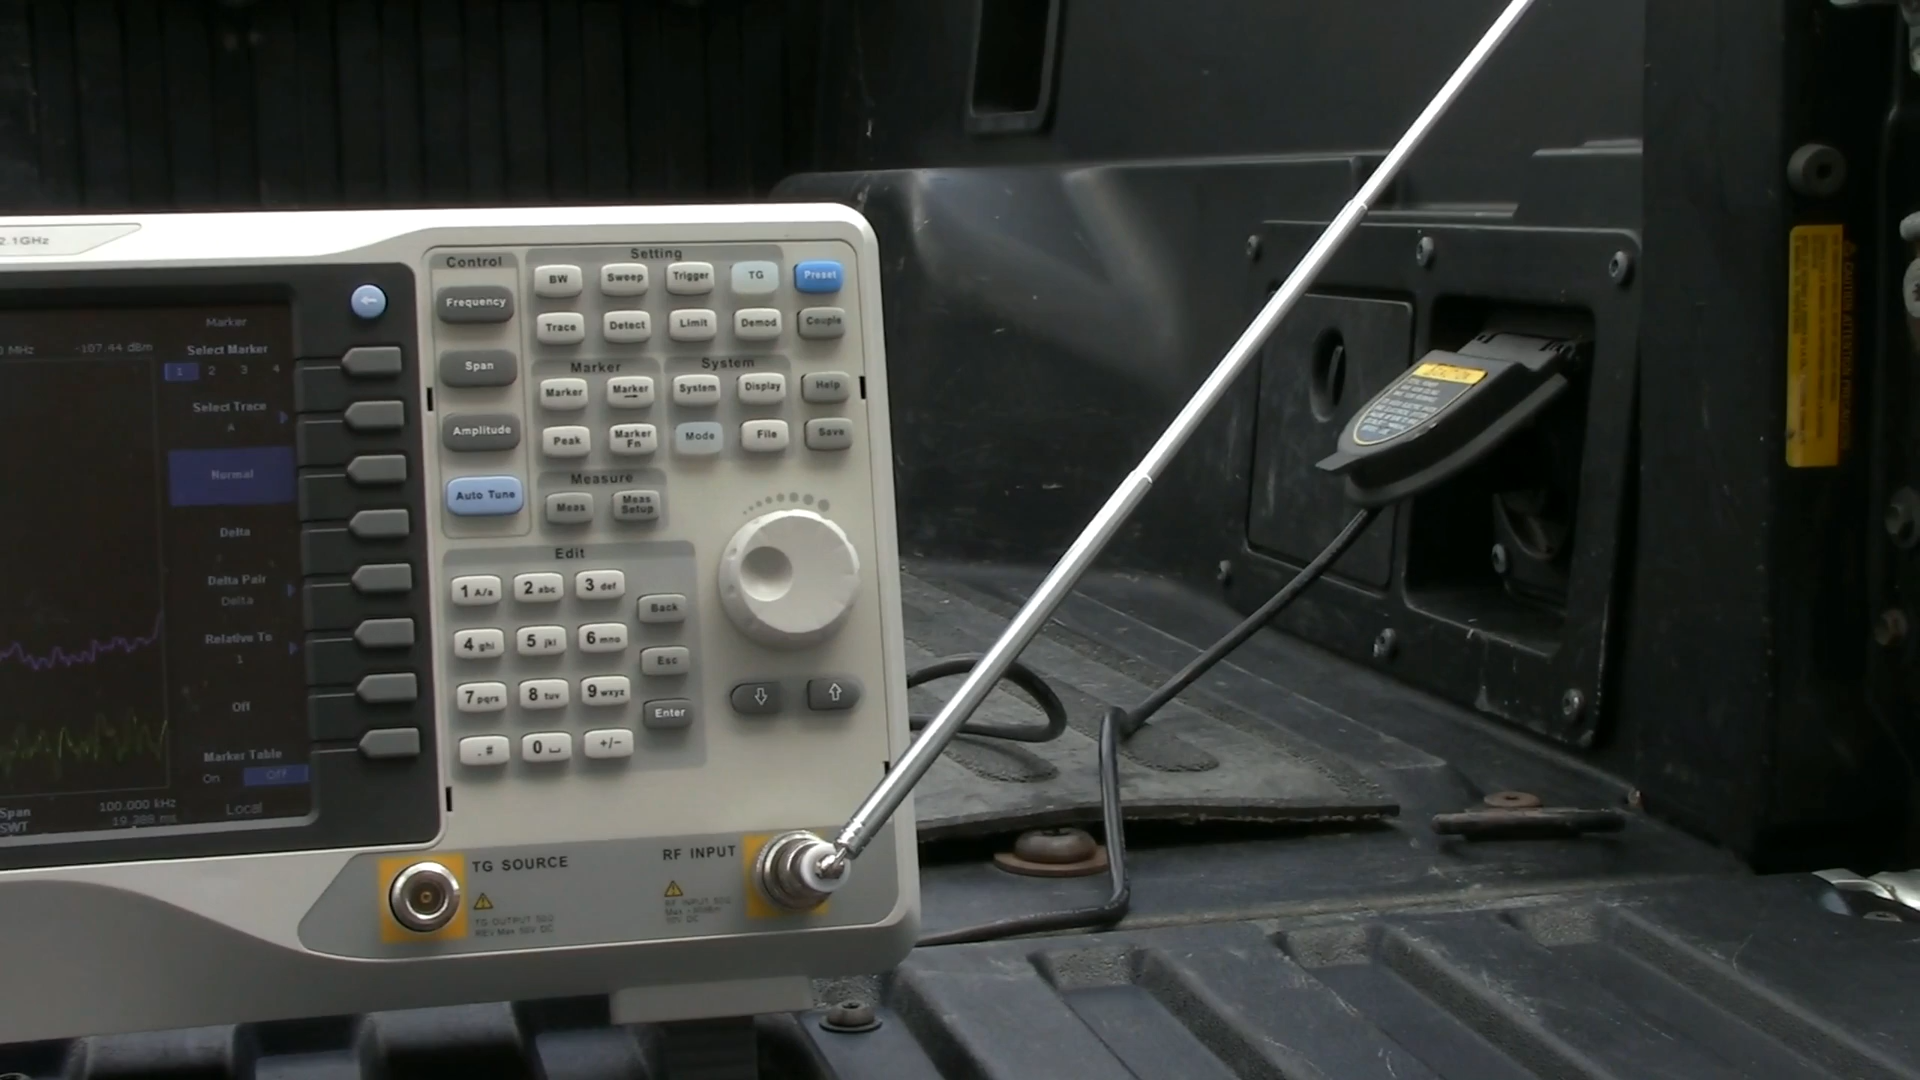 2.1GHz
MHz -107.44 dBm
Marker
Select Marker
1 2 3 4
Select Trace
A
Normal
Delta
Delta Pair
Delta
Relative To
1
Off
Marker Table
On Off
Span 100.000 kHz
SWT 19.388 ms
Local
Control
Frequency
Span
Amplitude
Auto Tune
Setting
BW Sweep Trigger TG Preset
Trace Detect Limit Demod Couple
Marker
Marker Marker
Peak Marker Fn
System
System Display Help
Mode File Save
Measure
Meas Meas Setup
Edit
1 A/a 2 abc 3 def
4 ghi 5 jkl 6 mno
7 pqrs 8 tuv 9 wxyz
. # 0 +/-
Back
Esc
Enter
TG SOURCE
TG OUTPUT 50Ω
REV Max 50V DC
RF INPUT
RF INPUT 50Ω